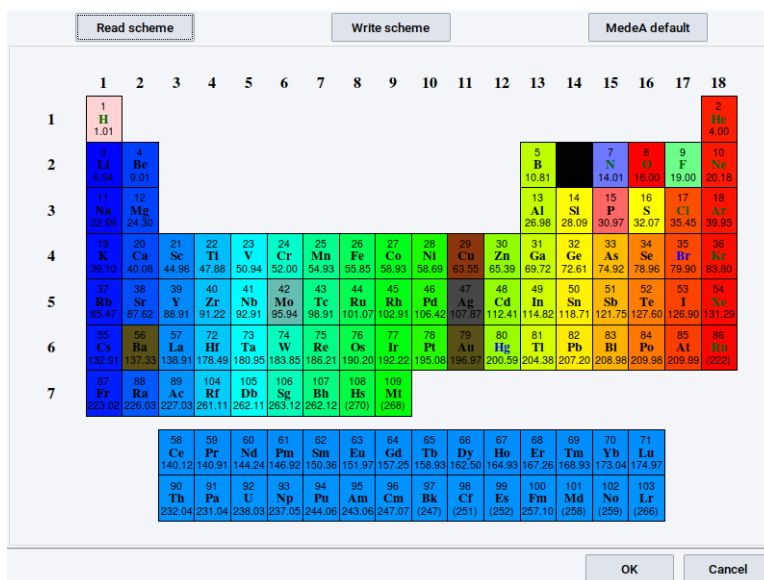 Read scheme Write scheme MedeA default
1 2 3 4 5 6 7 8 9 10 11 12 13 14 15 16 17 18
1 2
1 H He
1.01 4.00
3 4 5 7 8 9 10
2 Li Be B N O F Ne
6.94 9.01 10.81 14.01 16.00 19.00 20.18
11 12 13 14 15 16 17 18
3 Na Mg Al Si P S Cl Ar
22.99 24.30 26.98 28.09 30.97 32.07 35.45 39.95
19 20 21 22 23 24 25 26 27 28 29 30 31 32 33 34 35 36
4 K Ca Sc Ti V Cr Mn Fe Co Ni Cu Zn Ga Ge As Se Br Kr
39.10 40.08 44.96 47.88 50.94 52.00 54.93 55.85 58.93 58.69 63.55 65.39 69.72 72.61 74.92 78.96 79.90 83.80
37 38 39 40 41 42 43 44 45 46 47 48 49 50 51 52 53 54
5 Rb Sr Y Zr Nb Mo Tc Ru Rh Pd Ag Cd In Sn Sb Te I Xe
85.47 87.62 88.91 91.22 92.91 95.94 98.91 101.07 102.91 106.42 107.87 112.41 114.82 118.71 121.75 127.60 126.90 131.29
55 56 57 72 73 74 75 76 77 78 79 80 81 82 83 84 85 86
6 Cs Ba La Hf Ta W Re Os Ir Pt Au Hg Tl Pb Bi Po At Rn
132.91 137.33 138.91 178.49 180.95 183.85 186.21 190.20 192.22 195.08 196.97 200.59 204.38 207.20 208.98 209.98 209.99 (222)
87 88 89 104 105 106 107 108 109
7 Fr Ra Ac Rf Db Sg Bh Hs Mt
223.02 226.03 227.03 261.11 262.11 263.12 262.12 (270) (268)
58 59 60 61 62 63 64 65 66 67 68 69 70 71
Ce Pr Nd Pm Sm Eu Gd Tb Dy Ho Er Tm Yb Lu
140.12 140.91 144.24 146.92 150.36 151.97 157.25 158.93 162.50 164.93 167.26 168.93 173.04 174.97
90 91 92 93 94 95 96 97 98 99 100 101 102 103
Th Pa U Np Pu Am Cm Bk Cf Es Fm Md No Lr
232.04 231.04 238.03 237.05 244.06 243.06 247.07 (247) (251) (252) 257.10 (258) (259) (266)
OK Cancel